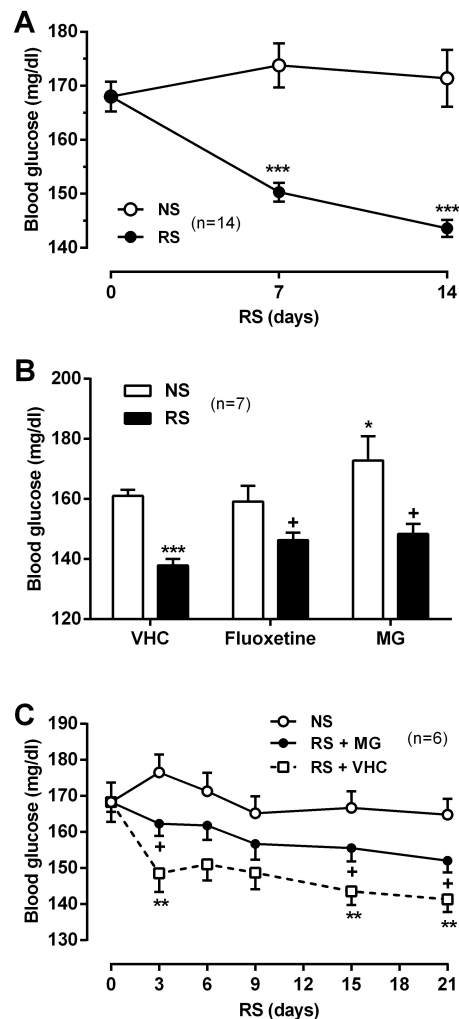 A
Blood glucose (mg/dl)
180
170
160
150
140
***
***
NS
RS
(n=14)
0
7
14
RS (days)
B
Blood glucose (mg/dl)
200
180
160
140
120
NS
RS
(n=7)
***
+
*
+
VHC
Fluoxetine
MG
C
Blood glucose (mg/dl)
190
180
170
160
150
140
130
NS
RS + MG
RS + VHC
(n=6)
+
+
+
**
**
**
0
3
6
9
12
15
18
21
RS (days)